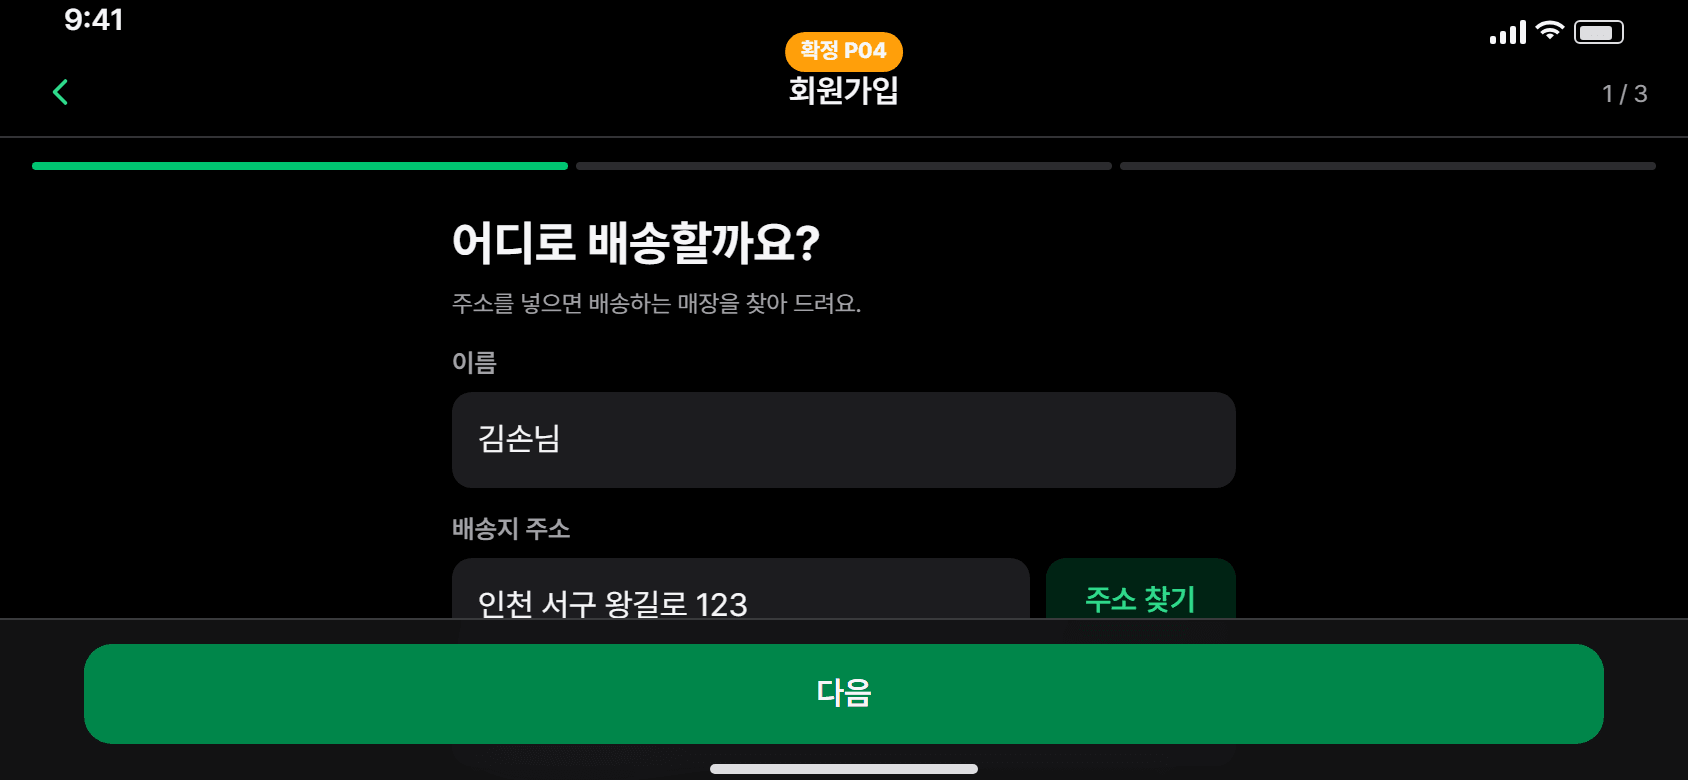 9:41
확정 P04
회원가입
1 / 3
어디로 배송할까요?
주소를 넣으면 배송하는 매장을 찾아 드려요.
이름
김손님
배송지 주소
인천 서구 왕길로 123
주소 찾기
다음